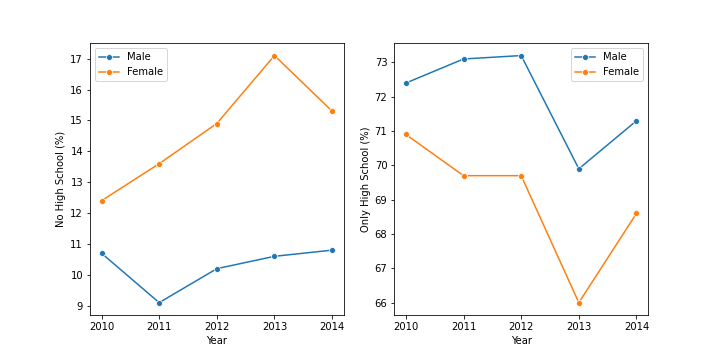 Male
Female
17
16
15
14
13
12
11
10
9
No High School (%)
2010 2011 2012 2013 2014
Year
Male
Female
73
72
71
70
69
68
67
66
Only High School (%)
2010 2011 2012 2013 2014
Year